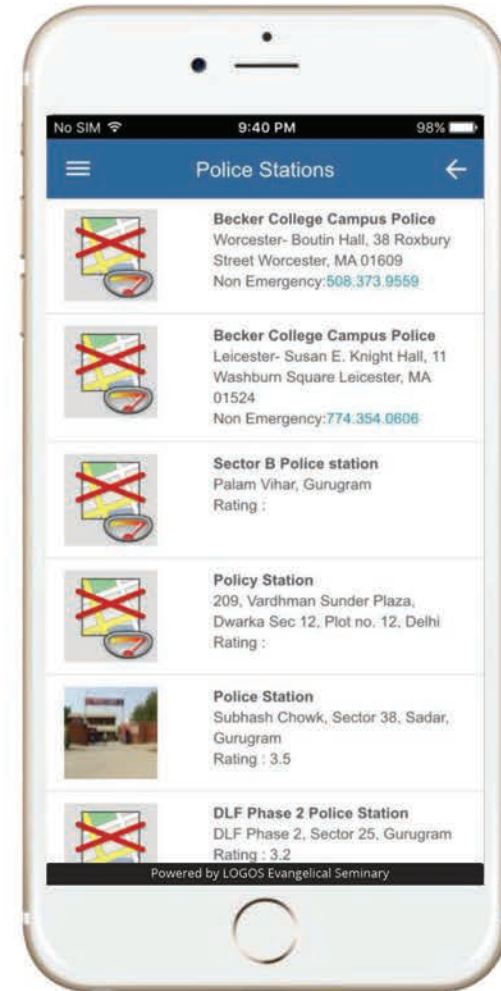 No SIM 9:40 PM 98%
Police Stations
Becker College Campus Police
Worcester- Boutin Hall, 38 Roxbury
Street Worcester, MA 01609
Non Emergency:508.373.9559
Becker College Campus Police
Leicester- Susan E. Knight Hall, 11
Washburn Square Leicester, MA
01524
Non Emergency:774.354.0606
Sector B Police station
Palam Vihar, Gurugram
Rating :
Policy Station
209, Vardhman Sunder Plaza,
Dwarka Sec 12, Plot no. 12, Delhi
Rating :
Police Station
Subhash Chowk, Sector 38, Sadar,
Gurugram
Rating : 3.5
DLF Phase 2 Police Station
DLF Phase 2, Sector 25, Gurugram
Rating : 3.2
Powered by LOGOS Evangelical Seminary